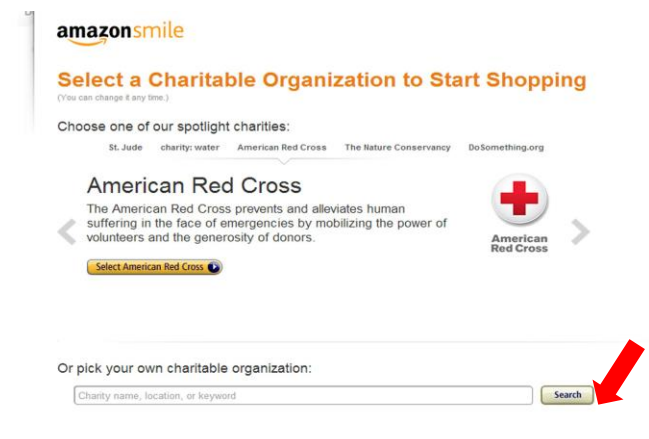 amazonsmile
Select a Charitable Organization to Start Shopping
(You can change it any time.)
Choose one of our spotlight charities:
St. Jude charity: water American Red Cross The Nature Conservancy DoSomething.org
American Red Cross
The American Red Cross prevents and alleviates human
suffering in the face of emergencies by mobilizing the power of
volunteers and the generosity of donors.
American
Red Cross
Select American Red Cross
Or pick your own charitable organization:
Charity name, location, or keyword
Search